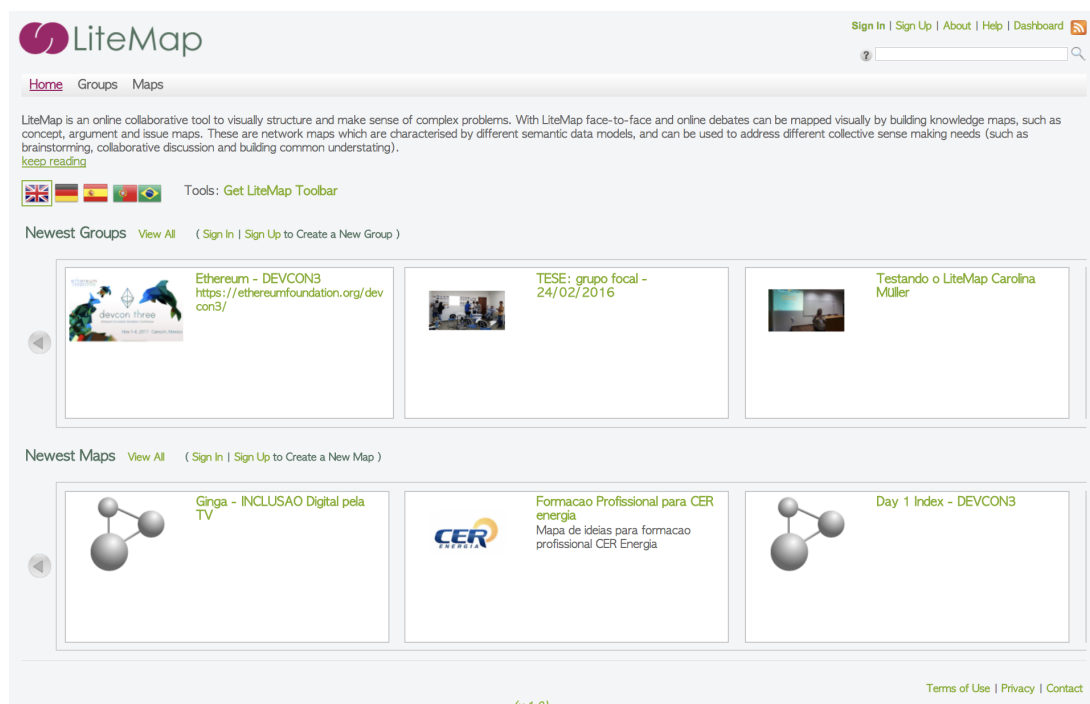 LiteMap
Sign In | Sign Up | About | Help | Dashboard
?
Home Groups Maps
LiteMap is an online collaborative tool to visually structure and make sense of complex problems. With LiteMap face-to-face and online debates can be mapped visually by building knowledge maps, such as
concept, argument and issue maps. These are network maps which are characterised by different semantic data models, and can be used to address different collective sense making needs (such as
brainstorming, collaborative discussion and building common understating).
keep reading
Tools: Get LiteMap Toolbar
Newest Groups View All ( Sign In | Sign Up to Create a New Group )
devcon three
Ethereum - DEVCON3
https://ethereumfoundation.org/dev
con3/
TESE: grupo focal -
24/02/2016
Testando o LiteMap Carolina
Müller
Newest Maps View All ( Sign In | Sign Up to Create a New Map )
Ginga - INCLUSAO Digital pela
TV
CER
ENERGIA
Formacao Profissional para CER
energia
Mapa de ideias para formacao
profissional CER Energia
Day 1 Index - DEVCON3
Terms of Use | Privacy | Contact